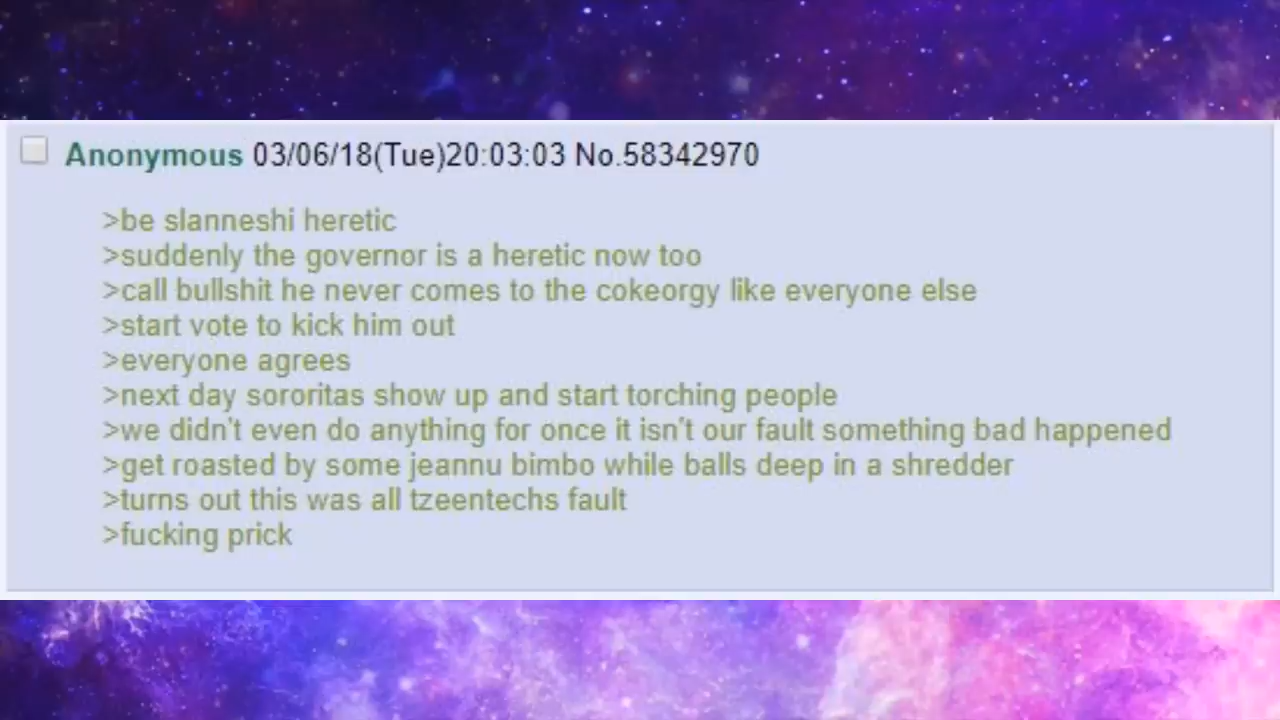 Anonymous 03/06/18(Tue)20:03:03 No.58342970
>be slanneshi heretic
>suddenly the governor is a heretic now too
>call bullshit he never comes to the cokeorgy like everyone else
>start vote to kick him out
>everyone agrees
>next day sororitas show up and start torching people
>we didn't even do anything for once it isn't our fault something bad happened
>get roasted by some jeannu bimbo while balls deep in a shredder
>turns out this was all tzeentechs fault
>fucking prick